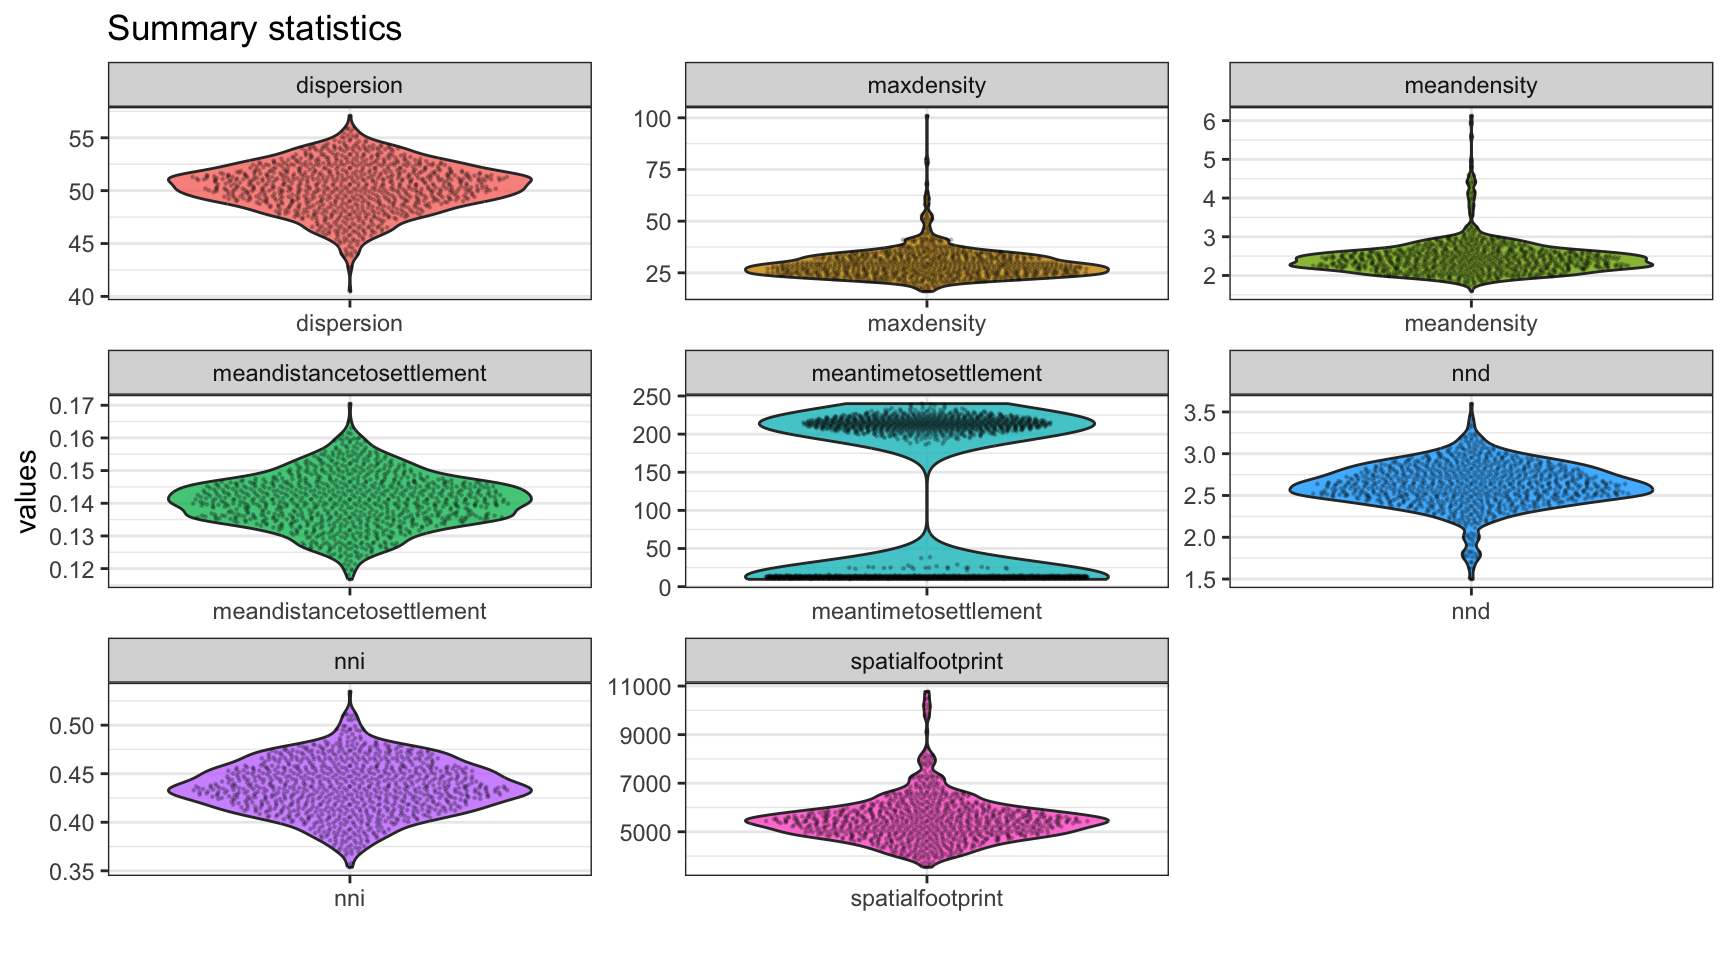 Summary statistics
dispersion
maxdensity
meandensity
55
50
45
40
100
75
50
25
6
5
4
3
2
dispersion
maxdensity
meandensity
values
meandistancetosettlement
meantimetosettlement
nnd
0.17
0.16
0.15
0.14
0.13
0.12
250
200
150
100
50
0
3.5
3.0
2.5
2.0
1.5
meandistancetosettlement
meantimetosettlement
nnd
nni
spatialfootprint
0.50
0.45
0.40
0.35
11000
9000
7000
5000
nni
spatialfootprint